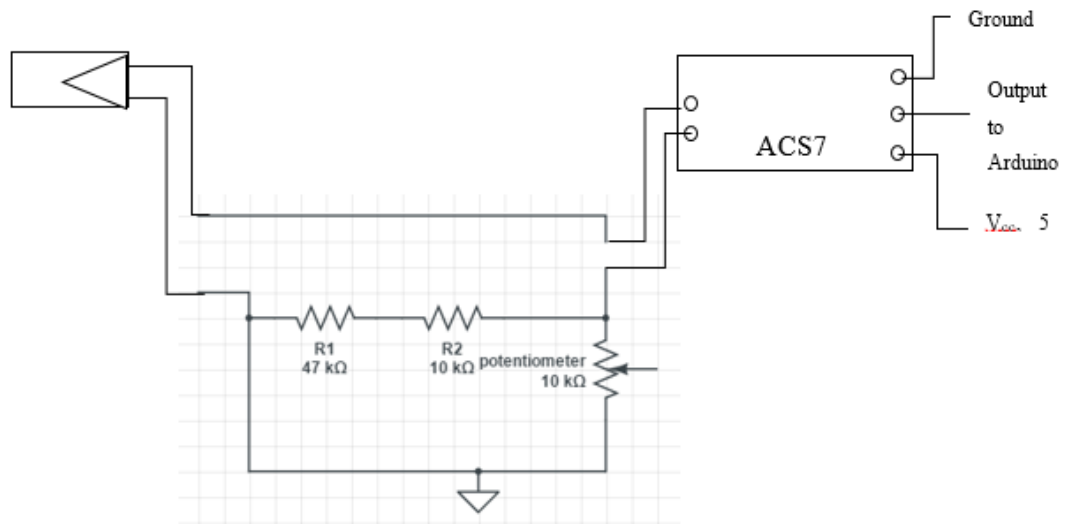 Ground
Output
to
Arduino
ACS7
Vcc, 5
R1
47 kΩ
R2
10 kΩ
potentiometer
10 kΩ